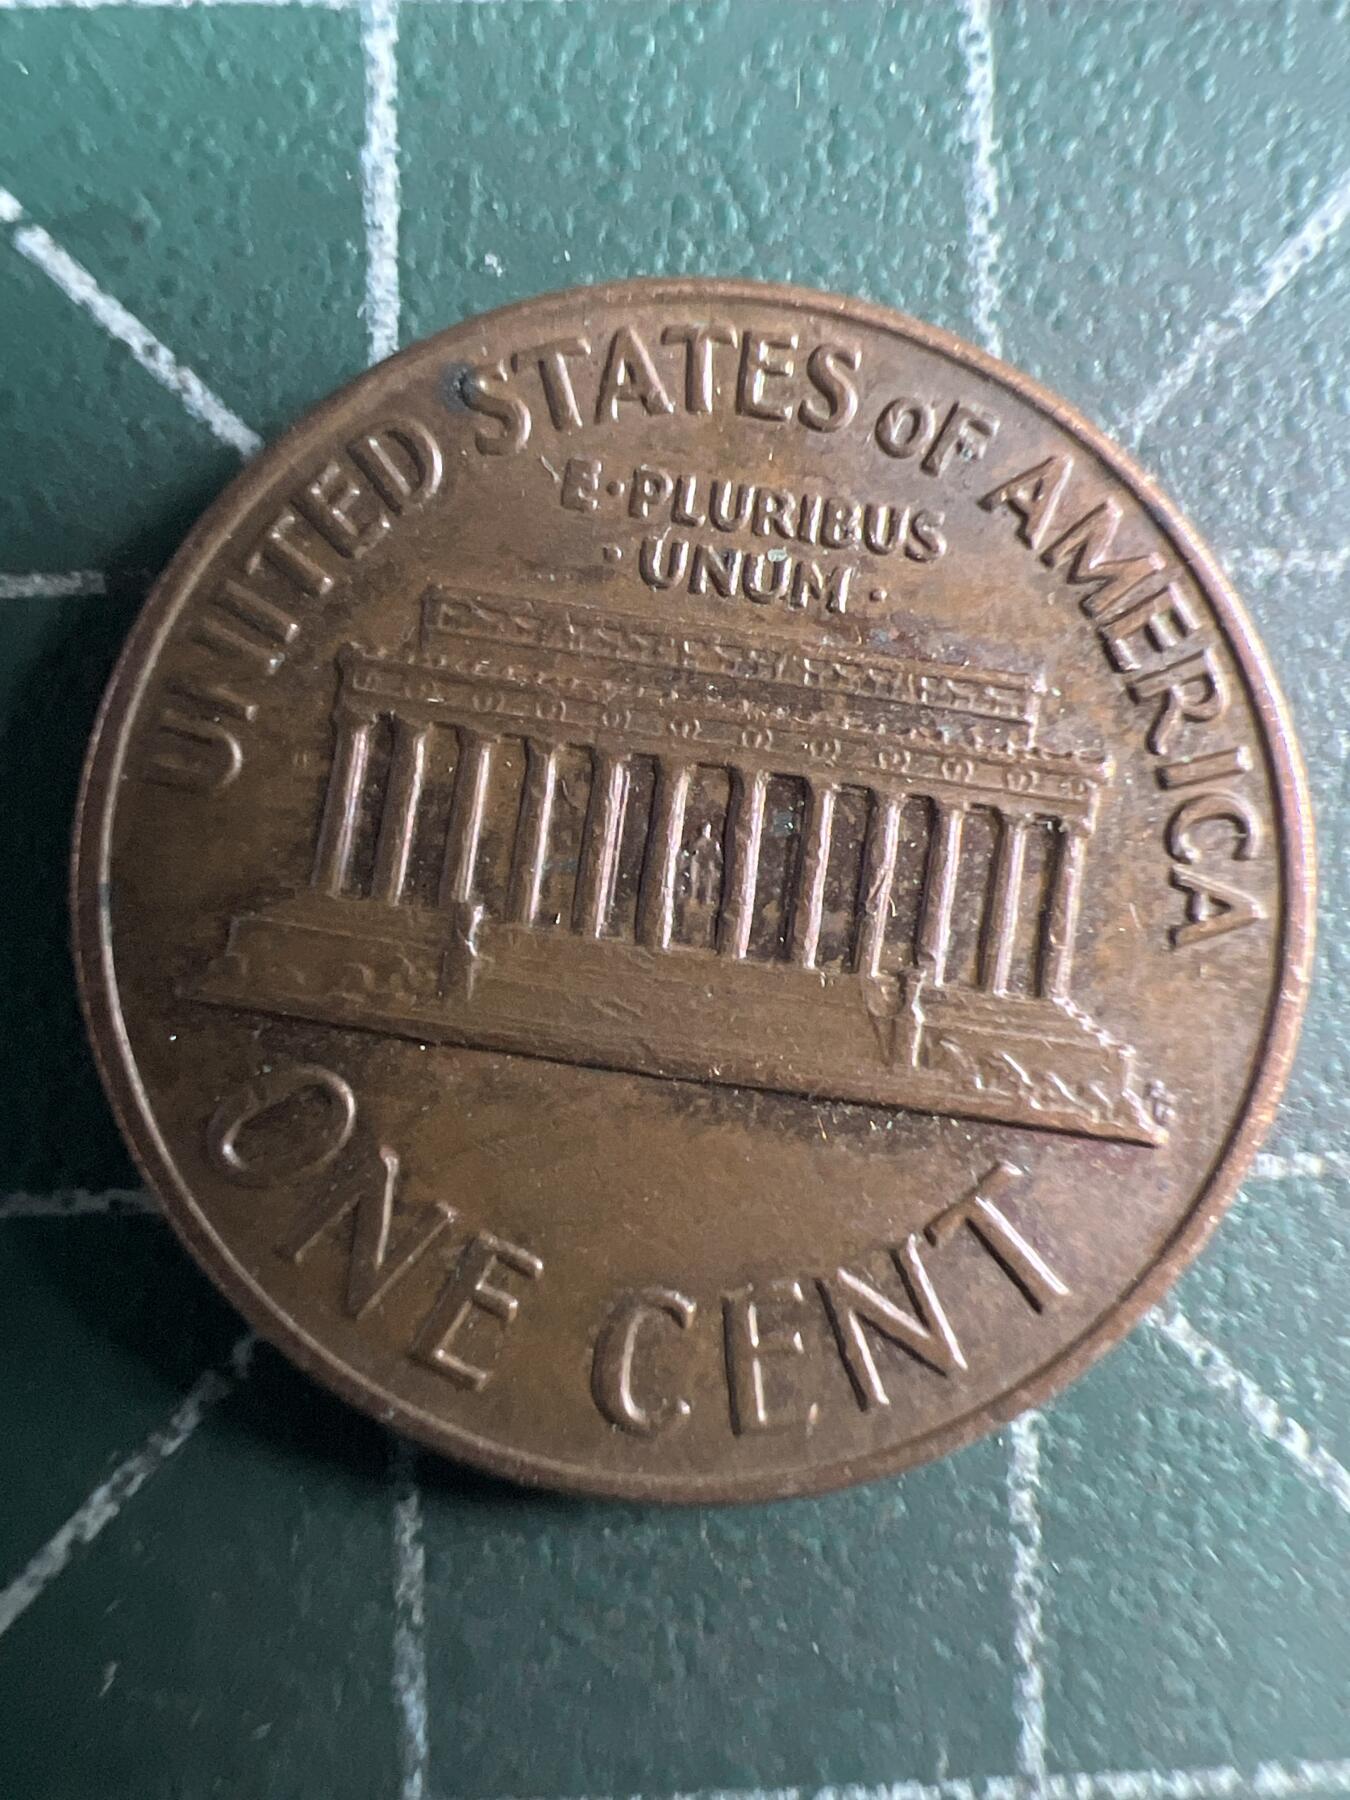 UNITED STATES OF AMERICA
E·PLURIBUS
·UNUM·
ONE CENT